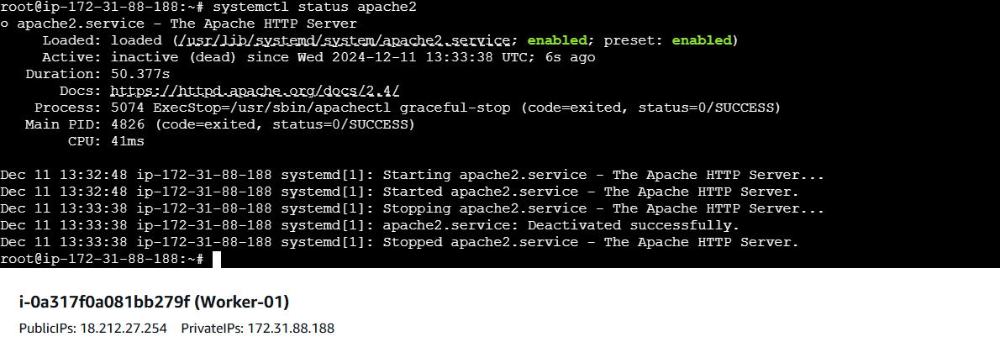 root@ip-172-31-88-188:~# systemctl status apache2
○ apache2.service - The Apache HTTP Server
Loaded: loaded (/usr/lib/systemd/system/apache2.service; enabled; preset: enabled)
Active: inactive (dead) since Wed 2024-12-11 13:33:38 UTC; 6s ago
Duration: 50.377s
Docs: https://httpd.apache.org/docs/2.4/
Process: 5074 ExecStop=/usr/sbin/apachectl graceful-stop (code=exited, status=0/SUCCESS)
Main PID: 4826 (code=exited, status=0/SUCCESS)
CPU: 41ms
Dec 11 13:32:48 ip-172-31-88-188 systemd[1]: Starting apache2.service - The Apache HTTP Server...
Dec 11 13:32:48 ip-172-31-88-188 systemd[1]: Started apache2.service - The Apache HTTP Server.
Dec 11 13:33:38 ip-172-31-88-188 systemd[1]: Stopping apache2.service - The Apache HTTP Server...
Dec 11 13:33:38 ip-172-31-88-188 systemd[1]: apache2.service: Deactivated successfully.
Dec 11 13:33:38 ip-172-31-88-188 systemd[1]: Stopped apache2.service - The Apache HTTP Server.
root@ip-172-31-88-188:~#
i-0a317f0a081bb279f (Worker-01)
PublicIPs: 18.212.27.254 PrivateIPs: 172.31.88.188